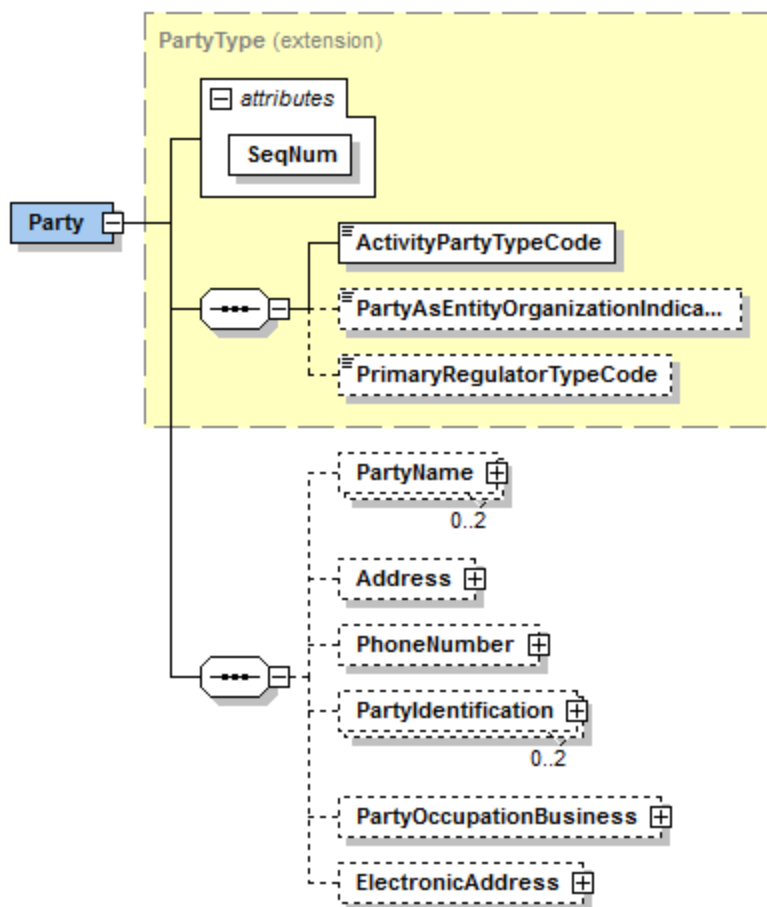 PartyType (extension)
attributes
SeqNum
Party
ActivityPartyTypeCode
PartyAsEntityOrganizationIndica...
PrimaryRegulatorTypeCode
PartyName
0..2
Address
PhoneNumber
PartyIdentification
0..2
PartyOccupationBusiness
ElectronicAddress